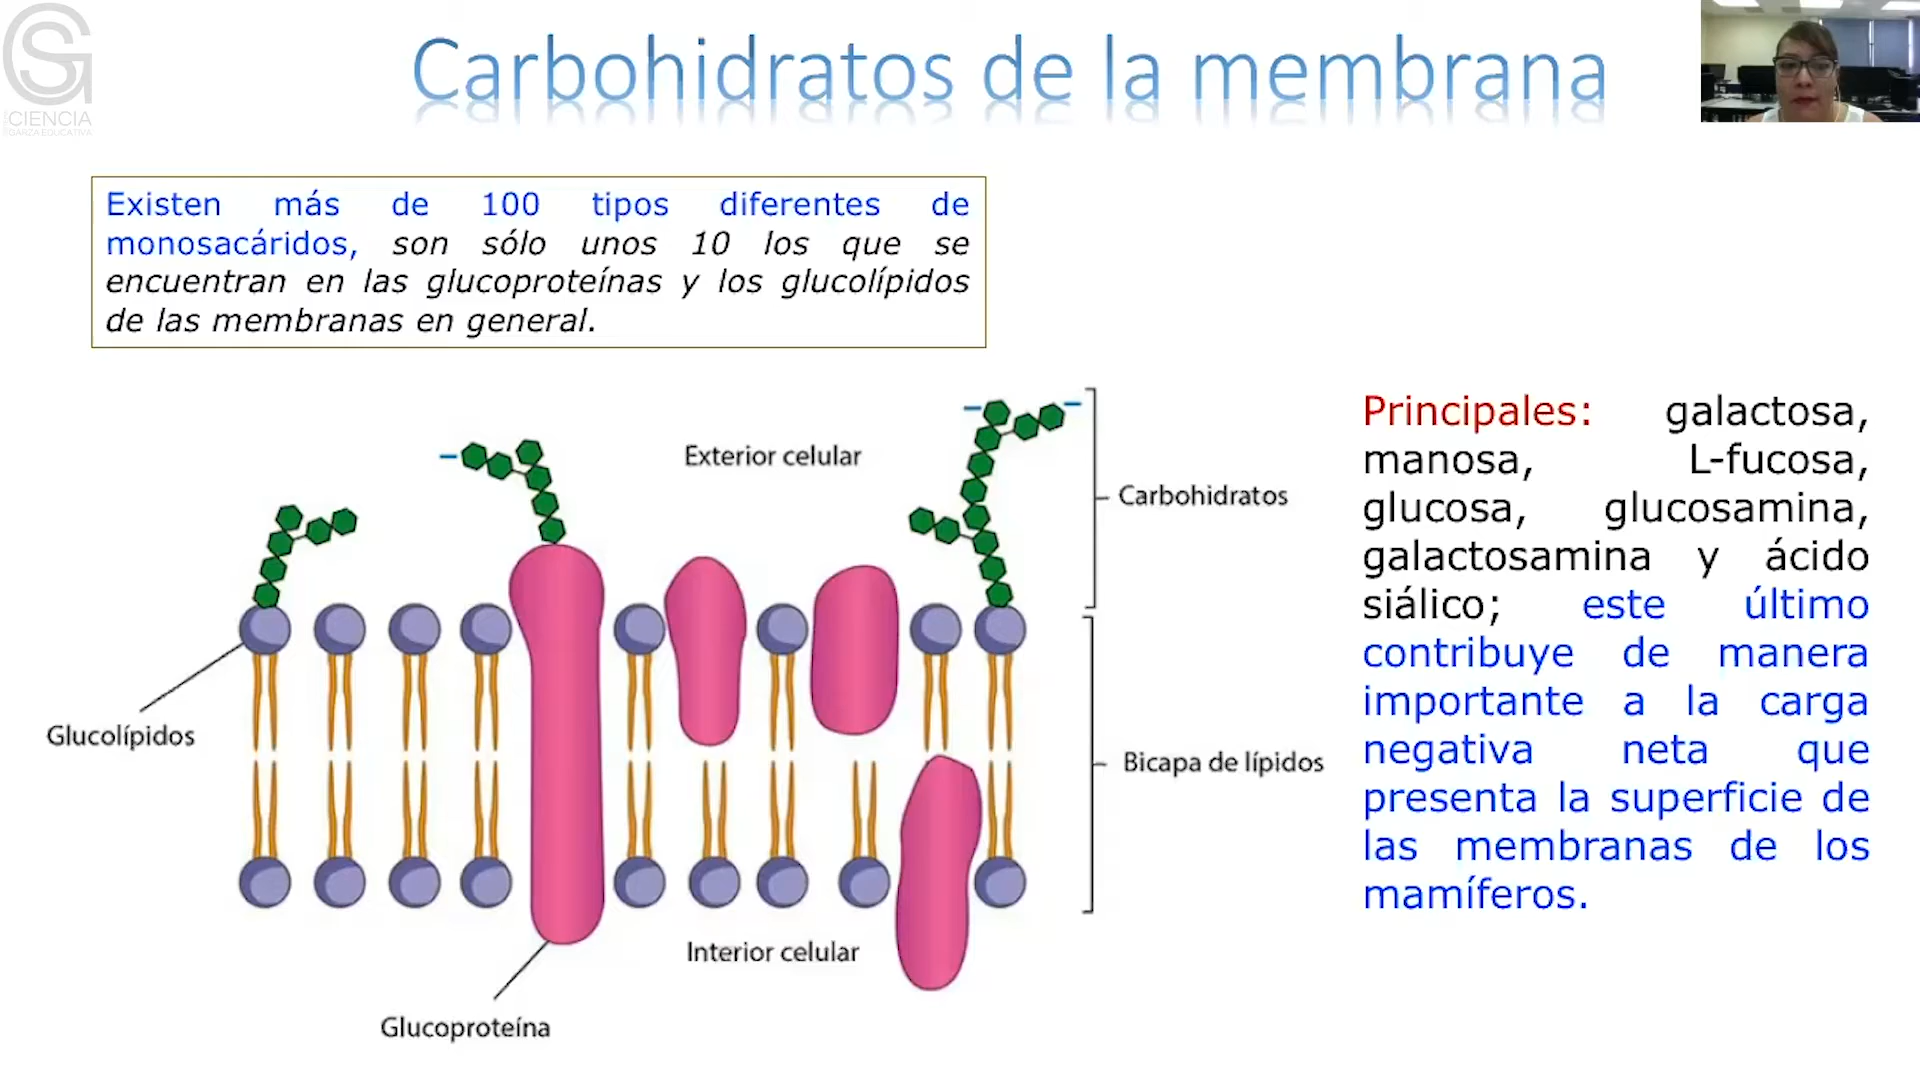 SG
CIENCIA
DANZA EDUCATIVA
Carbohidratos de la membrana
Existen más de 100 tipos diferentes de
monosacáridos, son sólo unos 10 los que se
encuentran en las glucoproteínas y los glucolípidos
de las membranas en general.
Exterior celular
Carbohidratos
Glucolípidos
Bicapa de lípidos
Interior celular
Glucoproteína
Principales: galactosa,
manosa, L-fucosa,
glucosa, glucosamina,
galactosamina y ácido
siálico; este último
contribuye de manera
importante a la carga
negativa neta que
presenta la superficie de
las membranas de los
mamíferos.